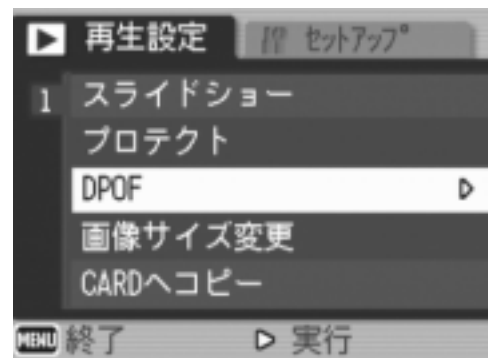 再生設定 セットアップ
1 スライドショー
プロテクト
DPOF
画像サイズ変更
CARDへコピー
MENU 終了 実行